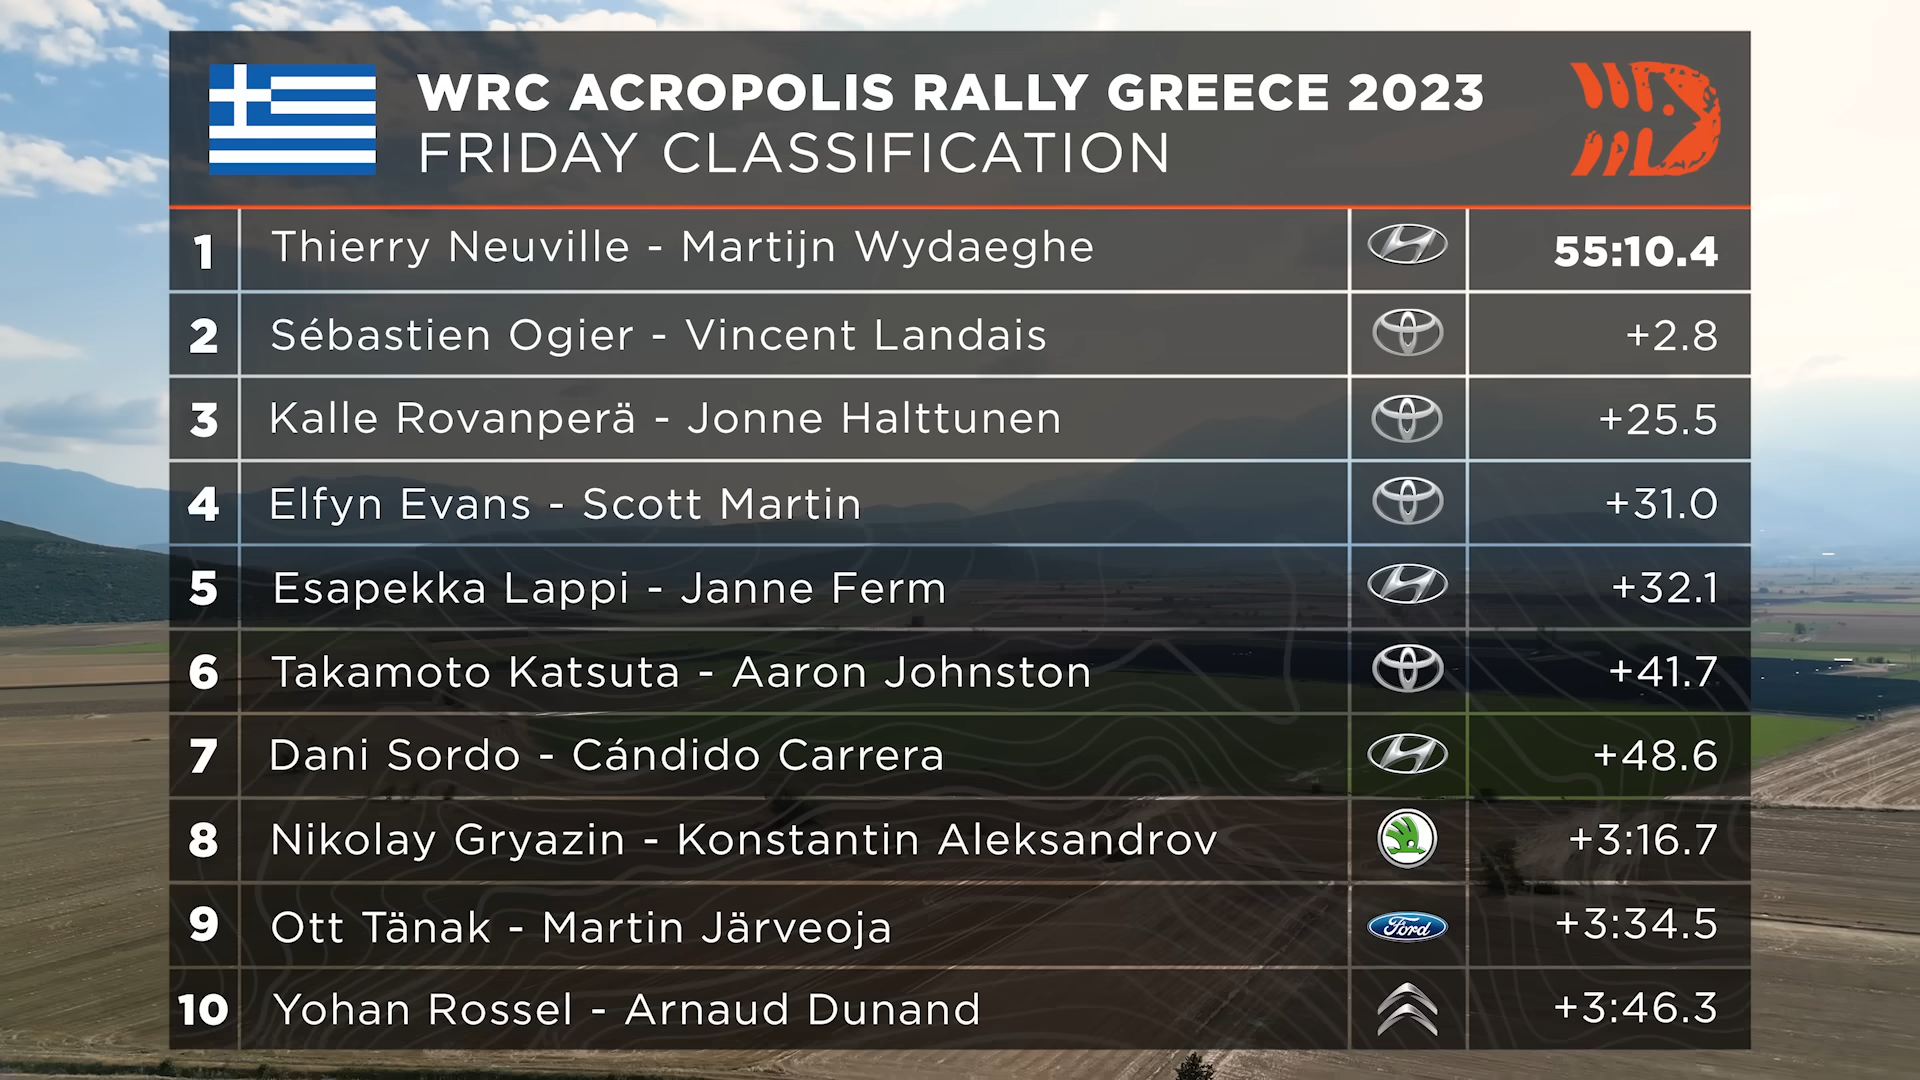 WRC ACROPOLIS RALLY GREECE 2023
FRIDAY CLASSIFICATION
1 Thierry Neuville - Martijn Wydaeghe 55:10.4
2 Sébastien Ogier - Vincent Landais +2.8
3 Kalle Rovanperä - Jonne Halttunen +25.5
4 Elfyn Evans - Scott Martin +31.0
5 Esapekka Lappi - Janne Ferm +32.1
6 Takamoto Katsuta - Aaron Johnston +41.7
7 Dani Sordo - Cándido Carrera +48.6
8 Nikolay Gryazin - Konstantin Aleksandrov +3:16.7
9 Ott Tänak - Martin Järveoja Ford +3:34.5
10 Yohan Rossel - Arnaud Dunand +3:46.3